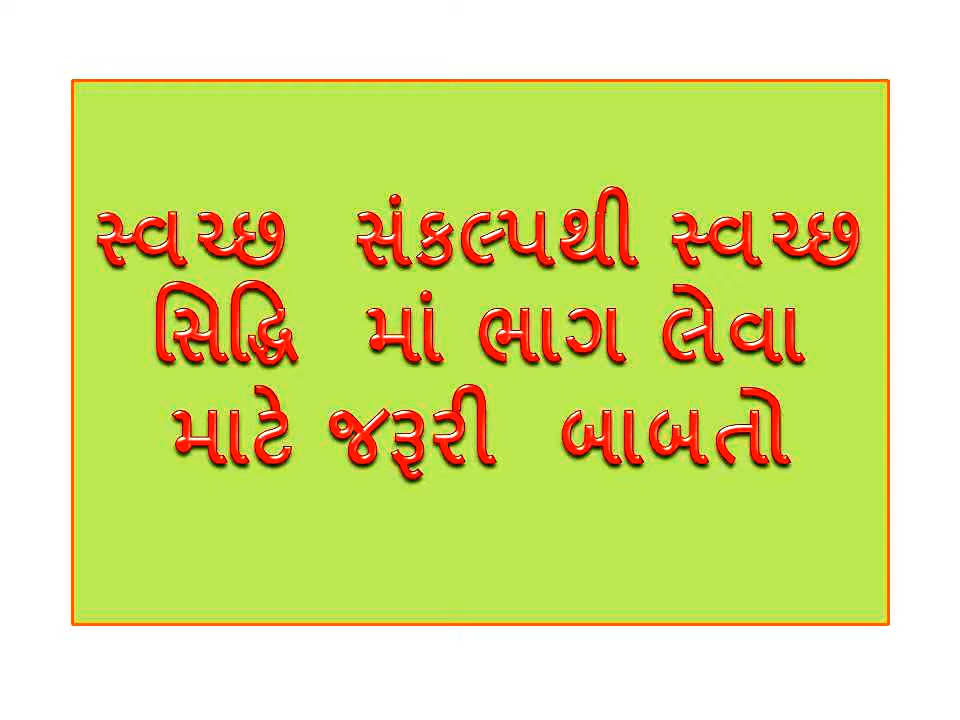 સ્વચ્છ સંકલ્પથી સ્વચ્છ
સિદ્ધિ માં ભાગ લેવા
માટે જરૂરી બાબતો